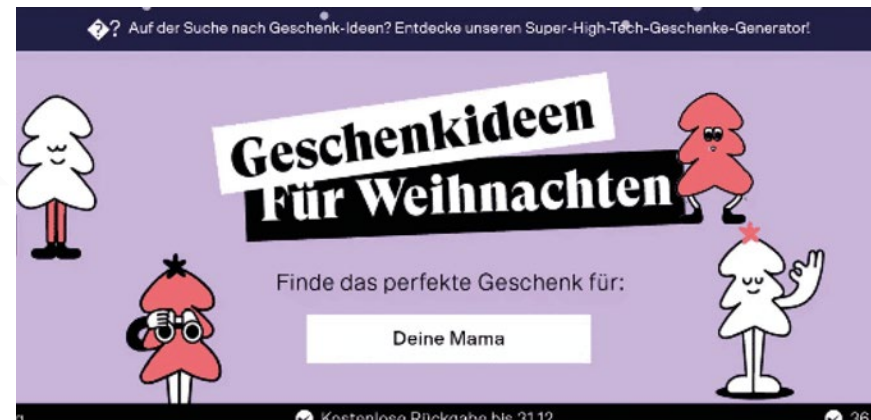 �? Auf der Suche nach Geschenk-Ideen? Entdecke unseren Super-High-Tech-Geschenke-Generator!
Geschenkideen
Für Weihnachten
Finde das perfekte Geschenk für:
Deine Mama
Kostenlose Rückgabe bis 31.12